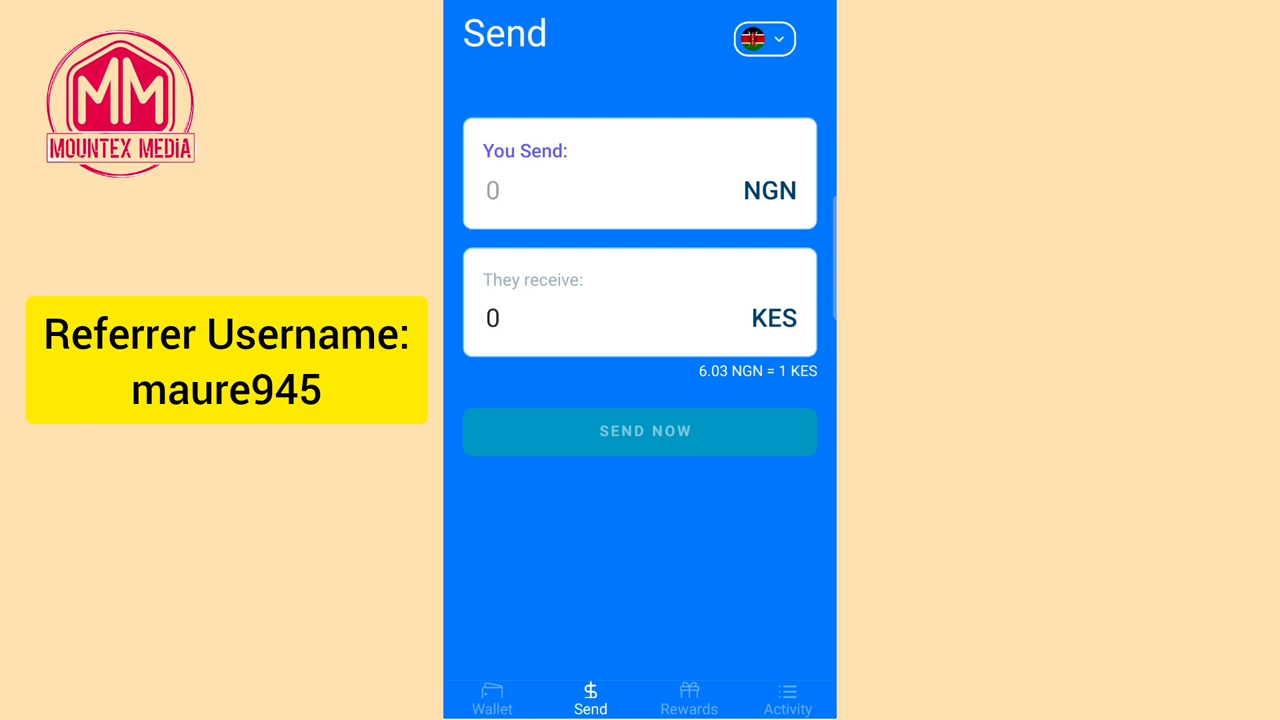 MM
MOUNTEX MEDiA
Referrer Username:
maure945
Send
You Send:
0 NGN
They receive:
0 KES
6.03 NGN = 1 KES
SEND NOW
Wallet Send Rewards Activity